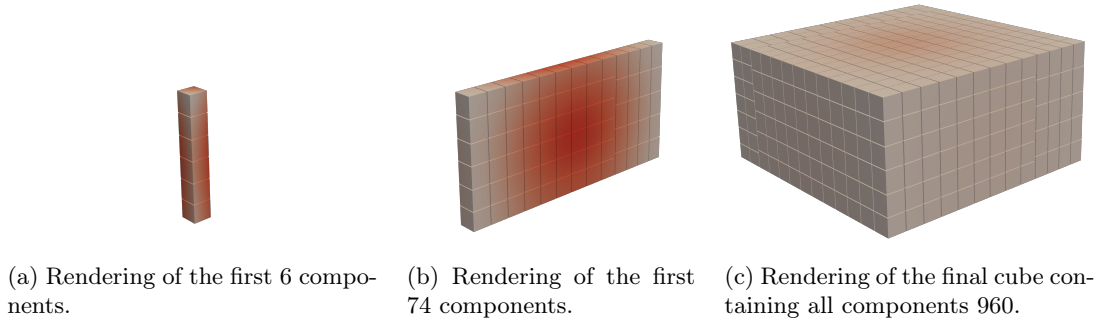 (a) Rendering of the first 6 compo-
nents.
(b) Rendering of the first
74 components.
(c) Rendering of the final cube con-
taining all components 960.